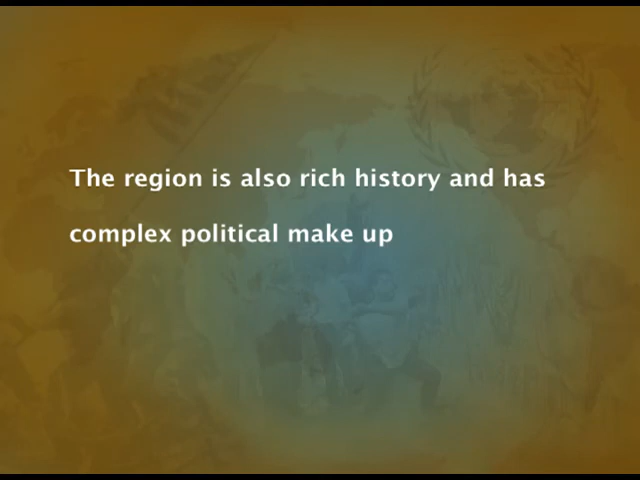 The region is also rich history and has
complex political make up